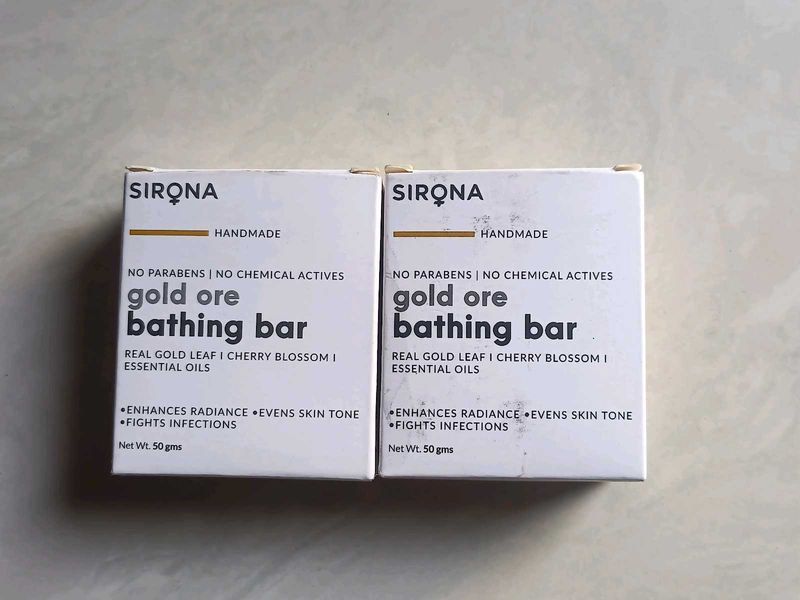 SIRONA
HANDMADE
NO PARABENS | NO CHEMICAL ACTIVES
gold ore
bathing bar
REAL GOLD LEAF I CHERRY BLOSSOM I
ESSENTIAL OILS
•ENHANCES RADIANCE •EVENS SKIN TONE
•FIGHTS INFECTIONS
Net Wt. 50 gms
SIRONA
HANDMADE
NO PARABENS | NO CHEMICAL ACTIVES
gold ore
bathing bar
REAL GOLD LEAF I CHERRY BLOSSOM I
ESSENTIAL OILS
•ENHANCES RADIANCE •EVENS SKIN TONE
•FIGHTS INFECTIONS
Net Wt. 50 gms